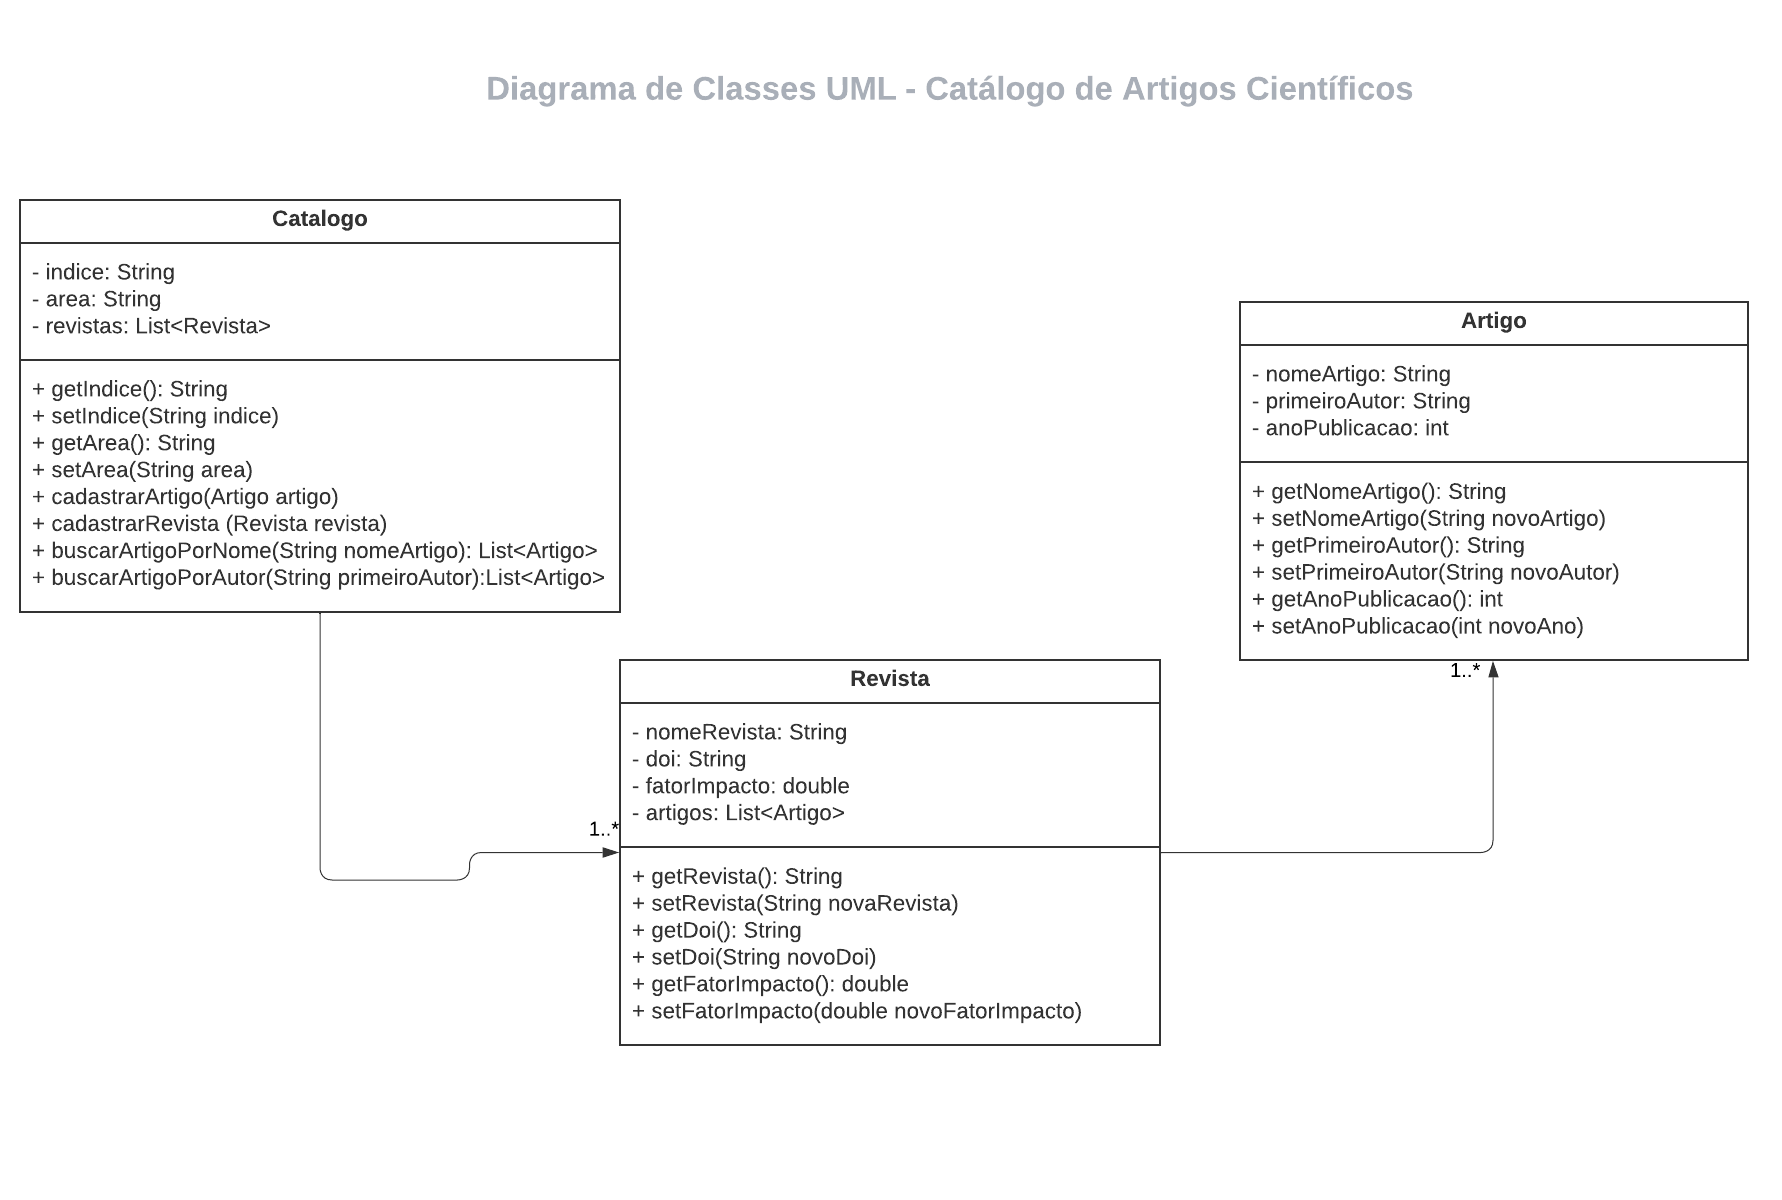 Diagrama de Classes UML - Catálogo de Artigos Científicos
Catalogo
- indice: String
- area: String
- revistas: List<Revista>
+ getIndice(): String
+ setIndice(String indice)
+ getArea(): String
+ setArea(String area)
+ cadastrarArtigo(Artigo artigo)
+ cadastrarRevista (Revista revista)
+ buscarArtigoPorNome(String nomeArtigo): List<Artigo>
+ buscarArtigoPorAutor(String primeiroAutor):List<Artigo>
Artigo
- nomeArtigo: String
- primeiroAutor: String
- anoPublicacao: int
+ getNomeArtigo(): String
+ setNomeArtigo(String novoArtigo)
+ getPrimeiroAutor(): String
+ setPrimeiroAutor(String novoAutor)
+ getAnoPublicacao(): int
+ setAnoPublicacao(int novoAno)
1..*
Revista
- nomeRevista: String
- doi: String
- fatorImpacto: double
- artigos: List<Artigo>
1..*
+ getRevista(): String
+ setRevista(String novaRevista)
+ getDoi(): String
+ setDoi(String novoDoi)
+ getFatorImpacto(): double
+ setFatorImpacto(double novoFatorImpacto)